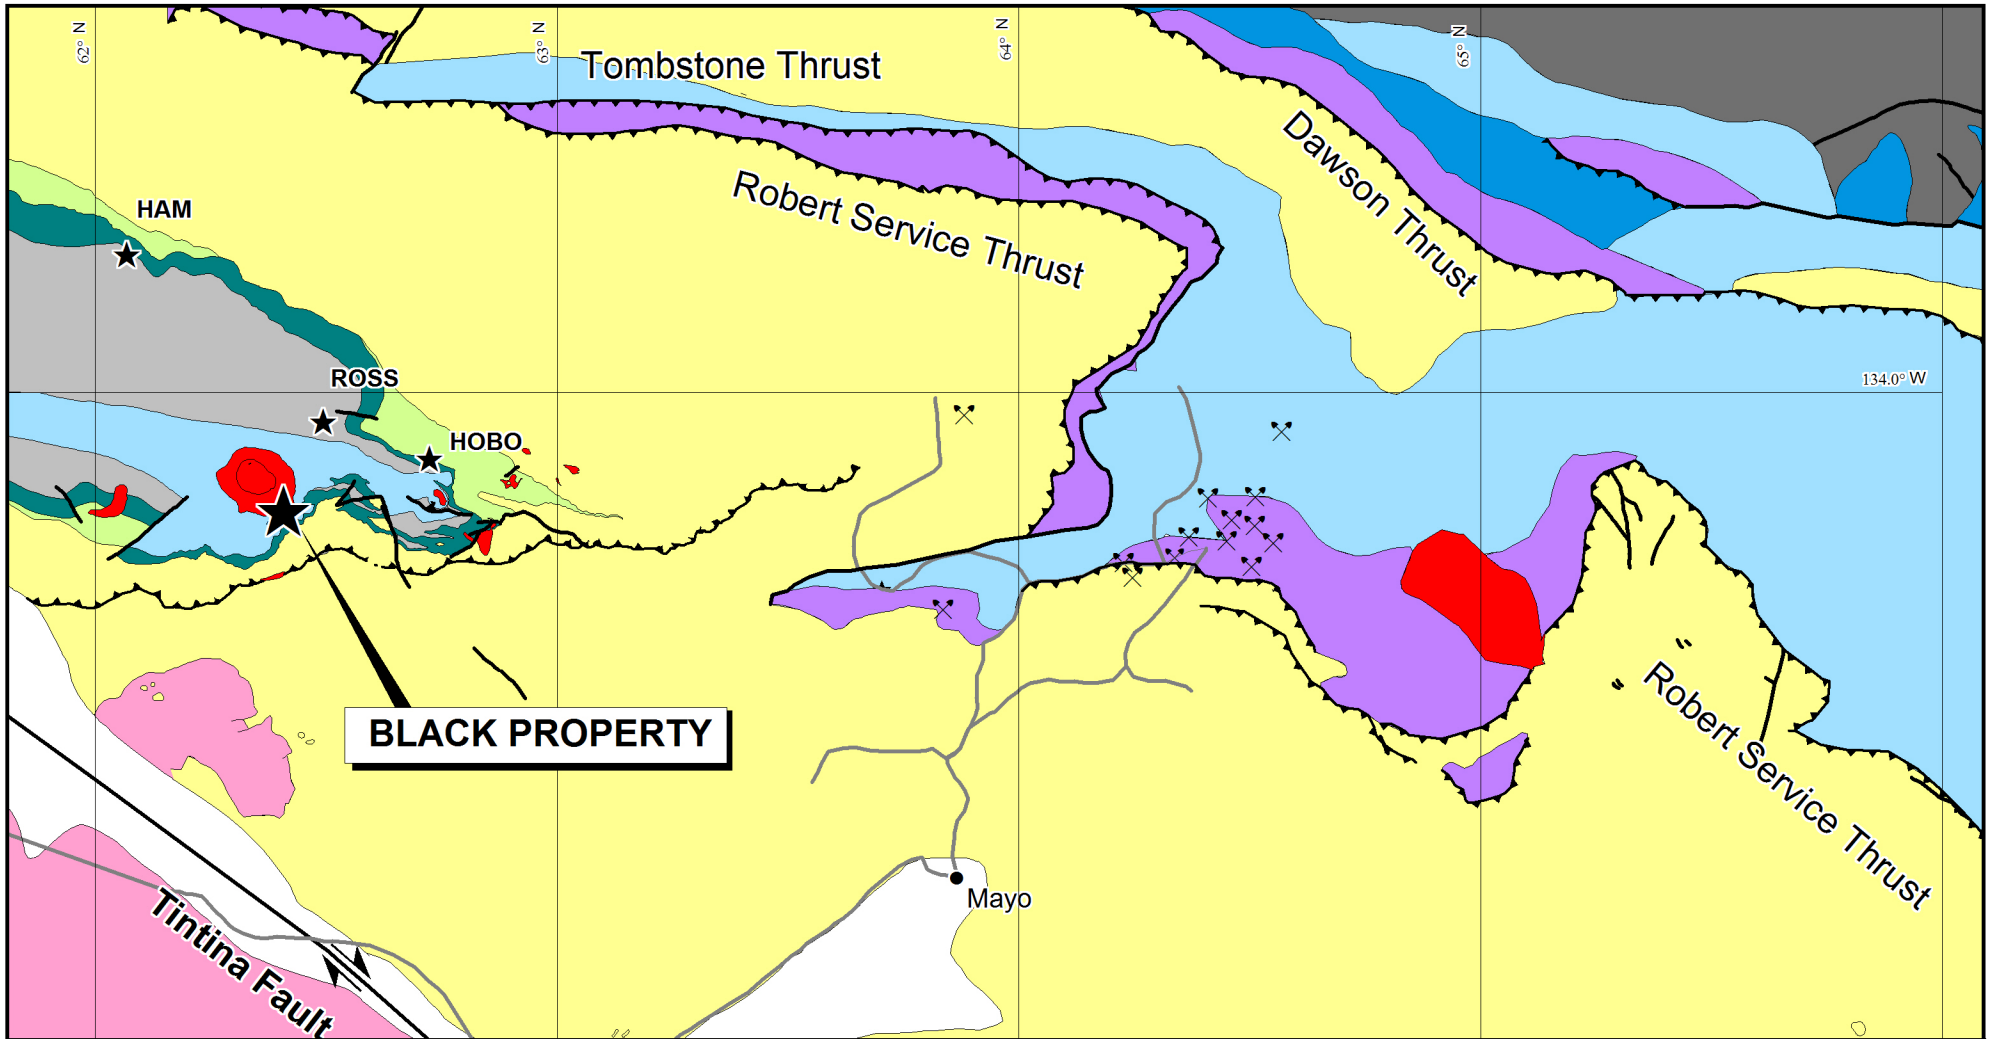 62° N
63° N
64° N
65° N
Tombstone Thrust
Dawson Thrust
Robert Service Thrust
HAM
ROSS
134.0° W
HOBO
BLACK PROPERTY
Robert Service Thrust
Mayo
Tintina Fault